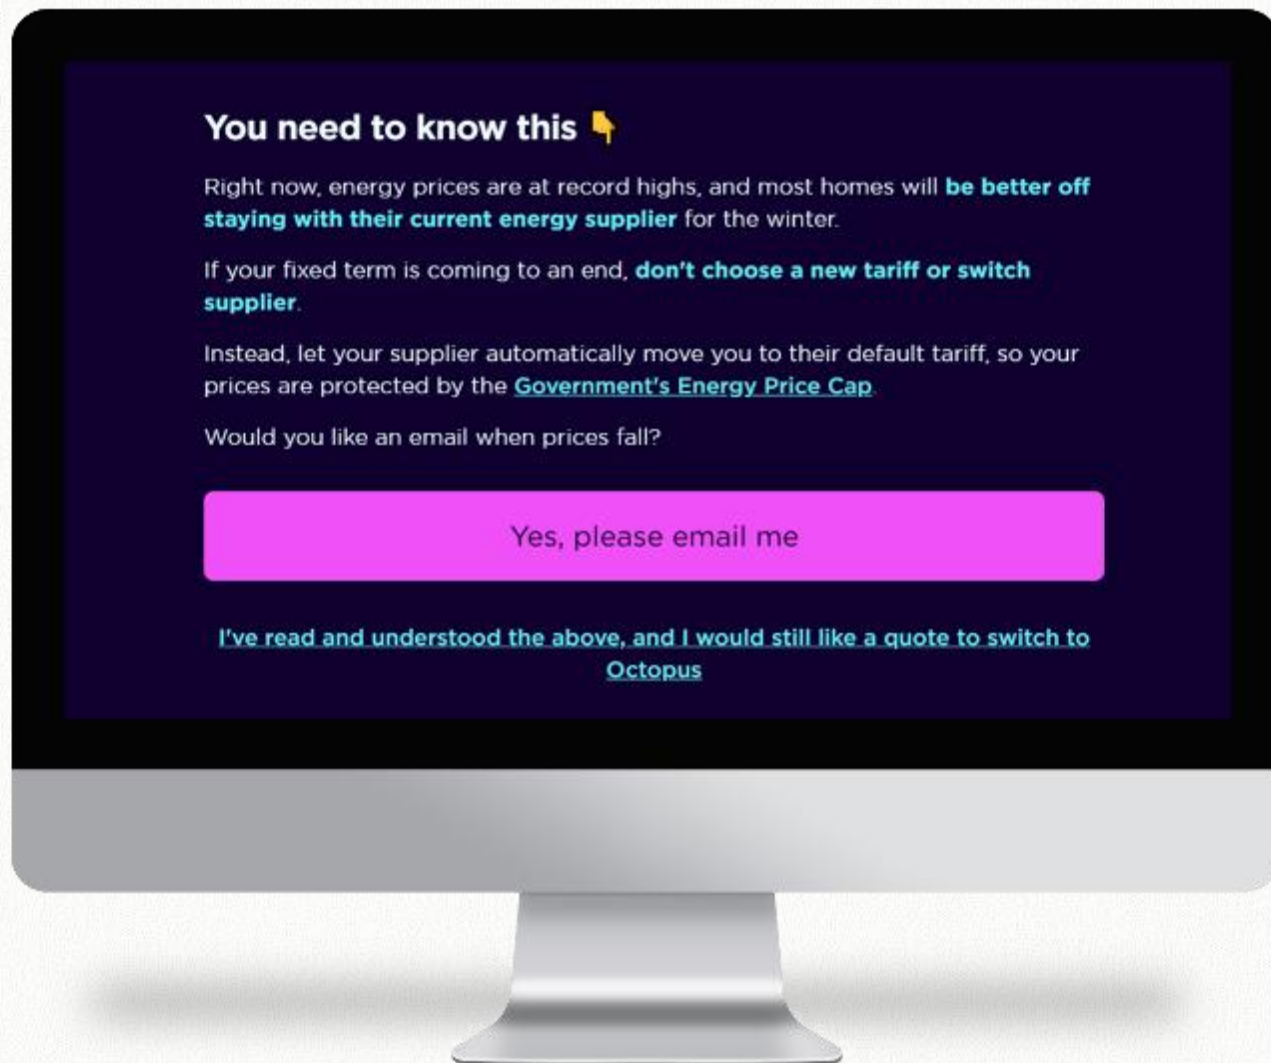 You need to know this 👇
Right now, energy prices are at record highs, and most homes will be better off
staying with their current energy supplier for the winter.
If your fixed term is coming to an end, don't choose a new tariff or switch
supplier.
Instead, let your supplier automatically move you to their default tariff, so your
prices are protected by the Government's Energy Price Cap.
Would you like an email when prices fall?
Yes, please email me
I've read and understood the above, and I would still like a quote to switch to
Octopus